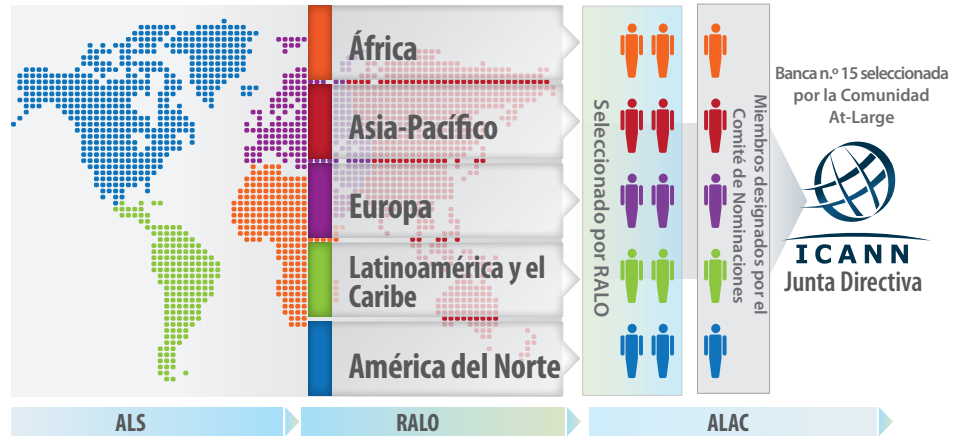 África
Asia-Pacífico
Europa
Latinoamérica y el
Caribe
América del Norte
Seleccionado por RALO
Miembros designados por el
Comité de Nominaciones
Banca n.º 15 seleccionada
por la Comunidad
At-Large
ICANN
Junta Directiva
ALS
RALO
ALAC